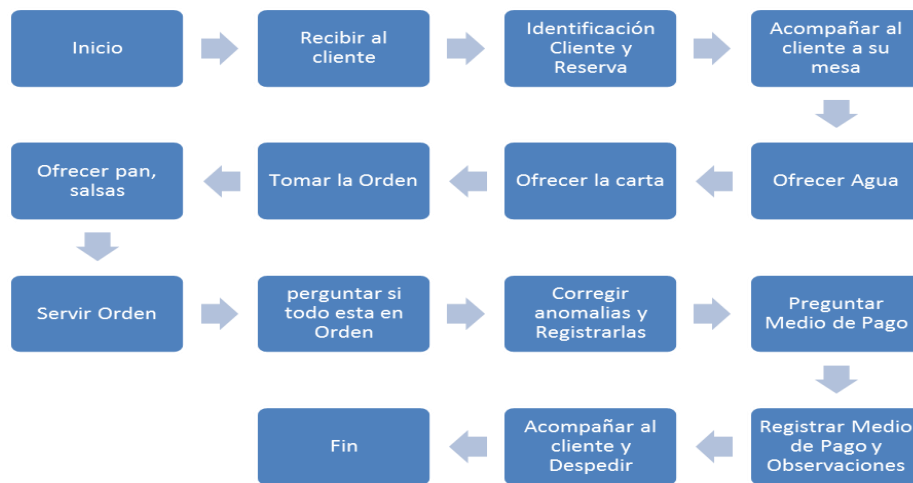 Inicio
Recibir al
cliente
Identificación
Cliente y
Reserva
Acompañar al
cliente a su
mesa
Ofrecer Agua
Ofrecer la carta
Tomar la Orden
Ofrecer pan,
salsas
Servir Orden
perguntar si
todo esta en
Orden
Corregir
anomalias y
Registrarlas
Preguntar
Medio de Pago
Registrar Medio
de Pago y
Observaciones
Acompañar al
cliente y
Despedir
Fin